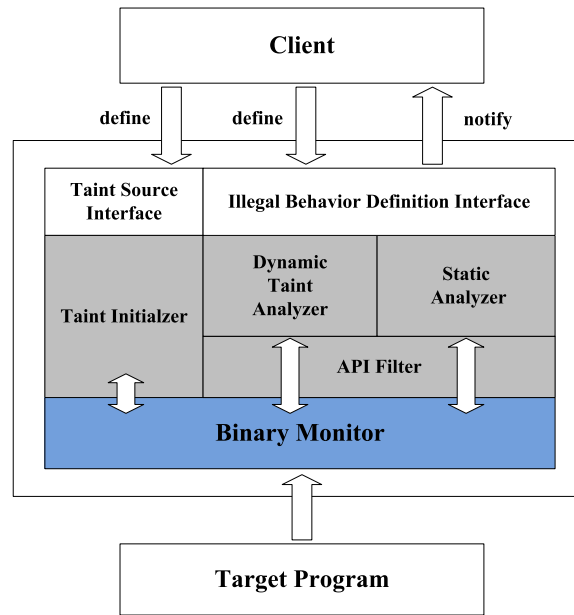 Client
define
define
notify
Taint Source
Interface
Illegal Behavior Definition Interface
Taint Initialzer
Dynamic
Taint
Analyzer
Static
Analyzer
API Filter
Binary Monitor
Target Program